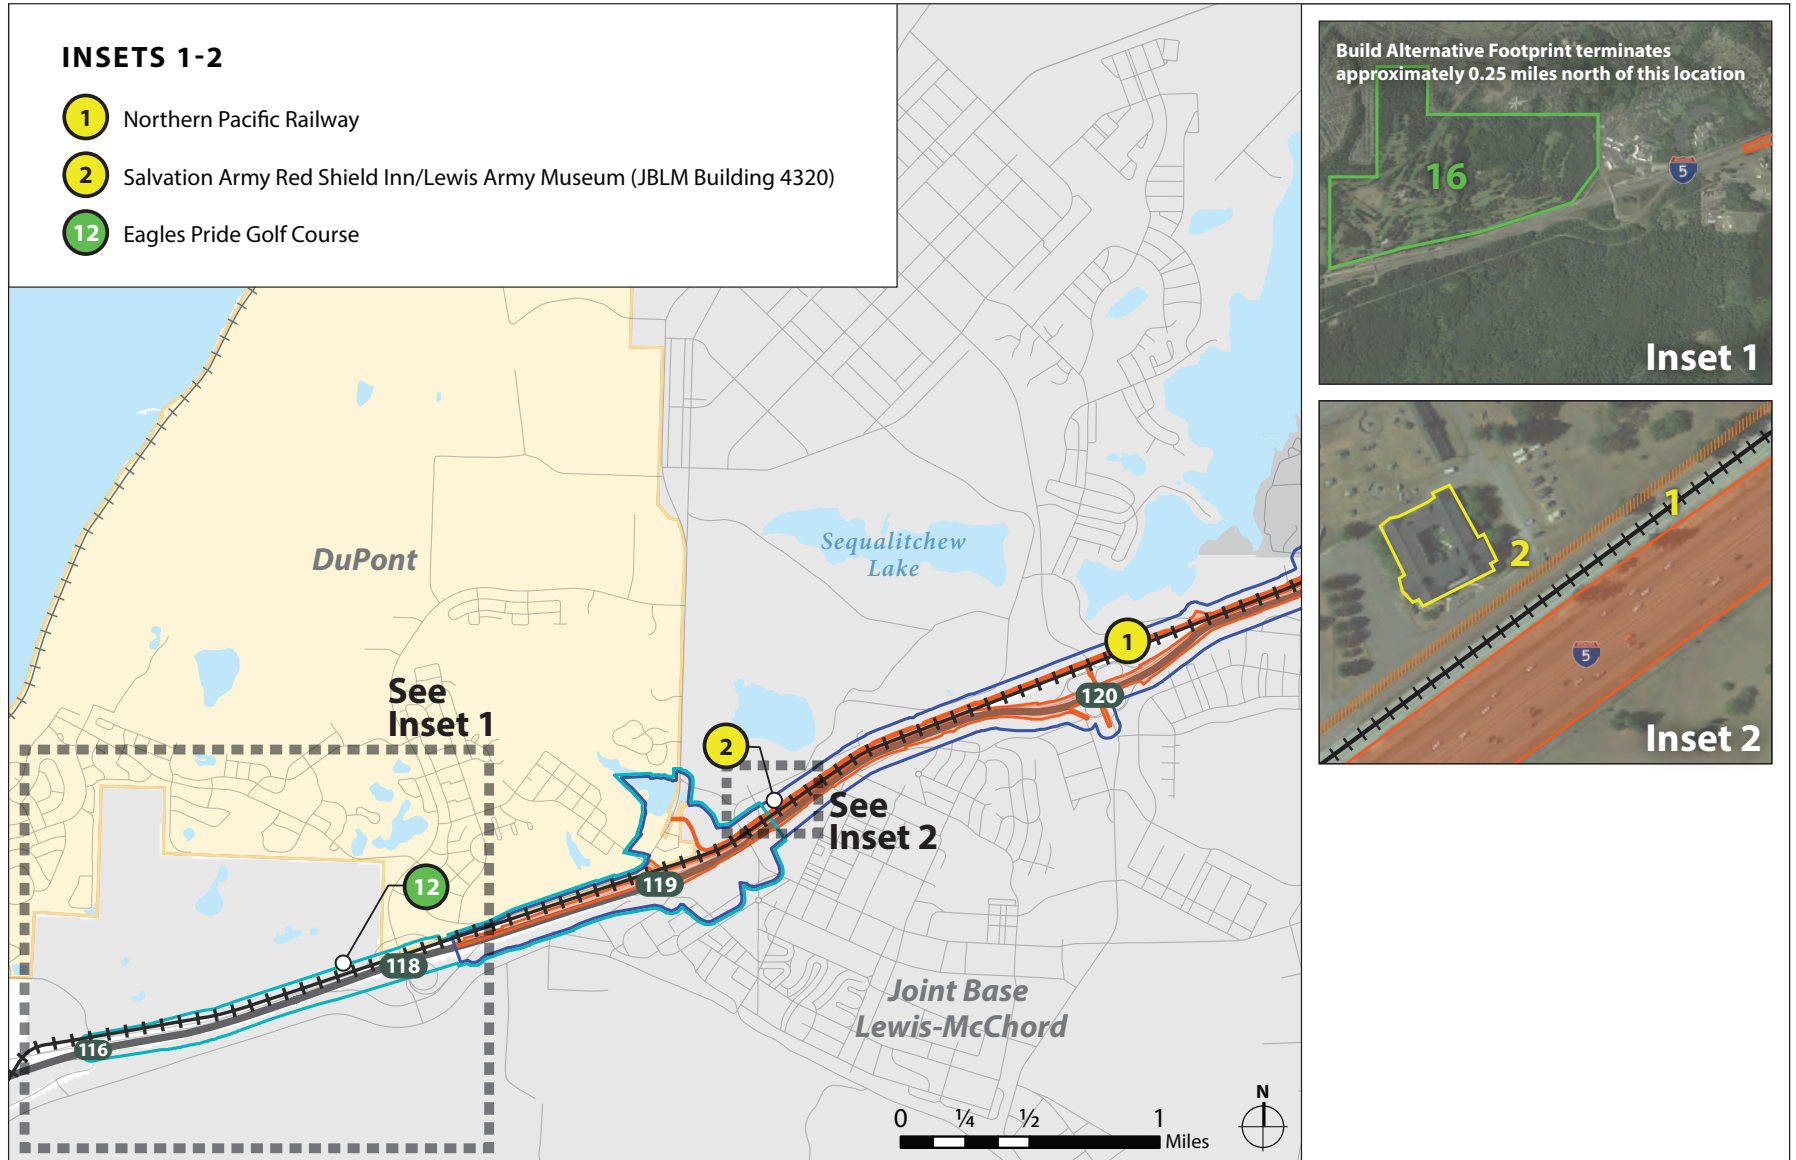 INSETS 1-2
1 Northern Pacific Railway
2 Salvation Army Red Shield Inn/Lewis Army Museum (JBLM Building 4320)
12 Eagles Pride Golf Course
Build Alternative Footprint terminates
approximately 0.25 miles north of this location
16
5
Inset 1
1
2
5
Inset 2
DuPont
Sequalitchew
Lake
1
120
See
Inset 1
2
See
Inset 2
12
119
118
116
Joint Base
Lewis-McChord
0 ¼ ½ 1
Miles
N